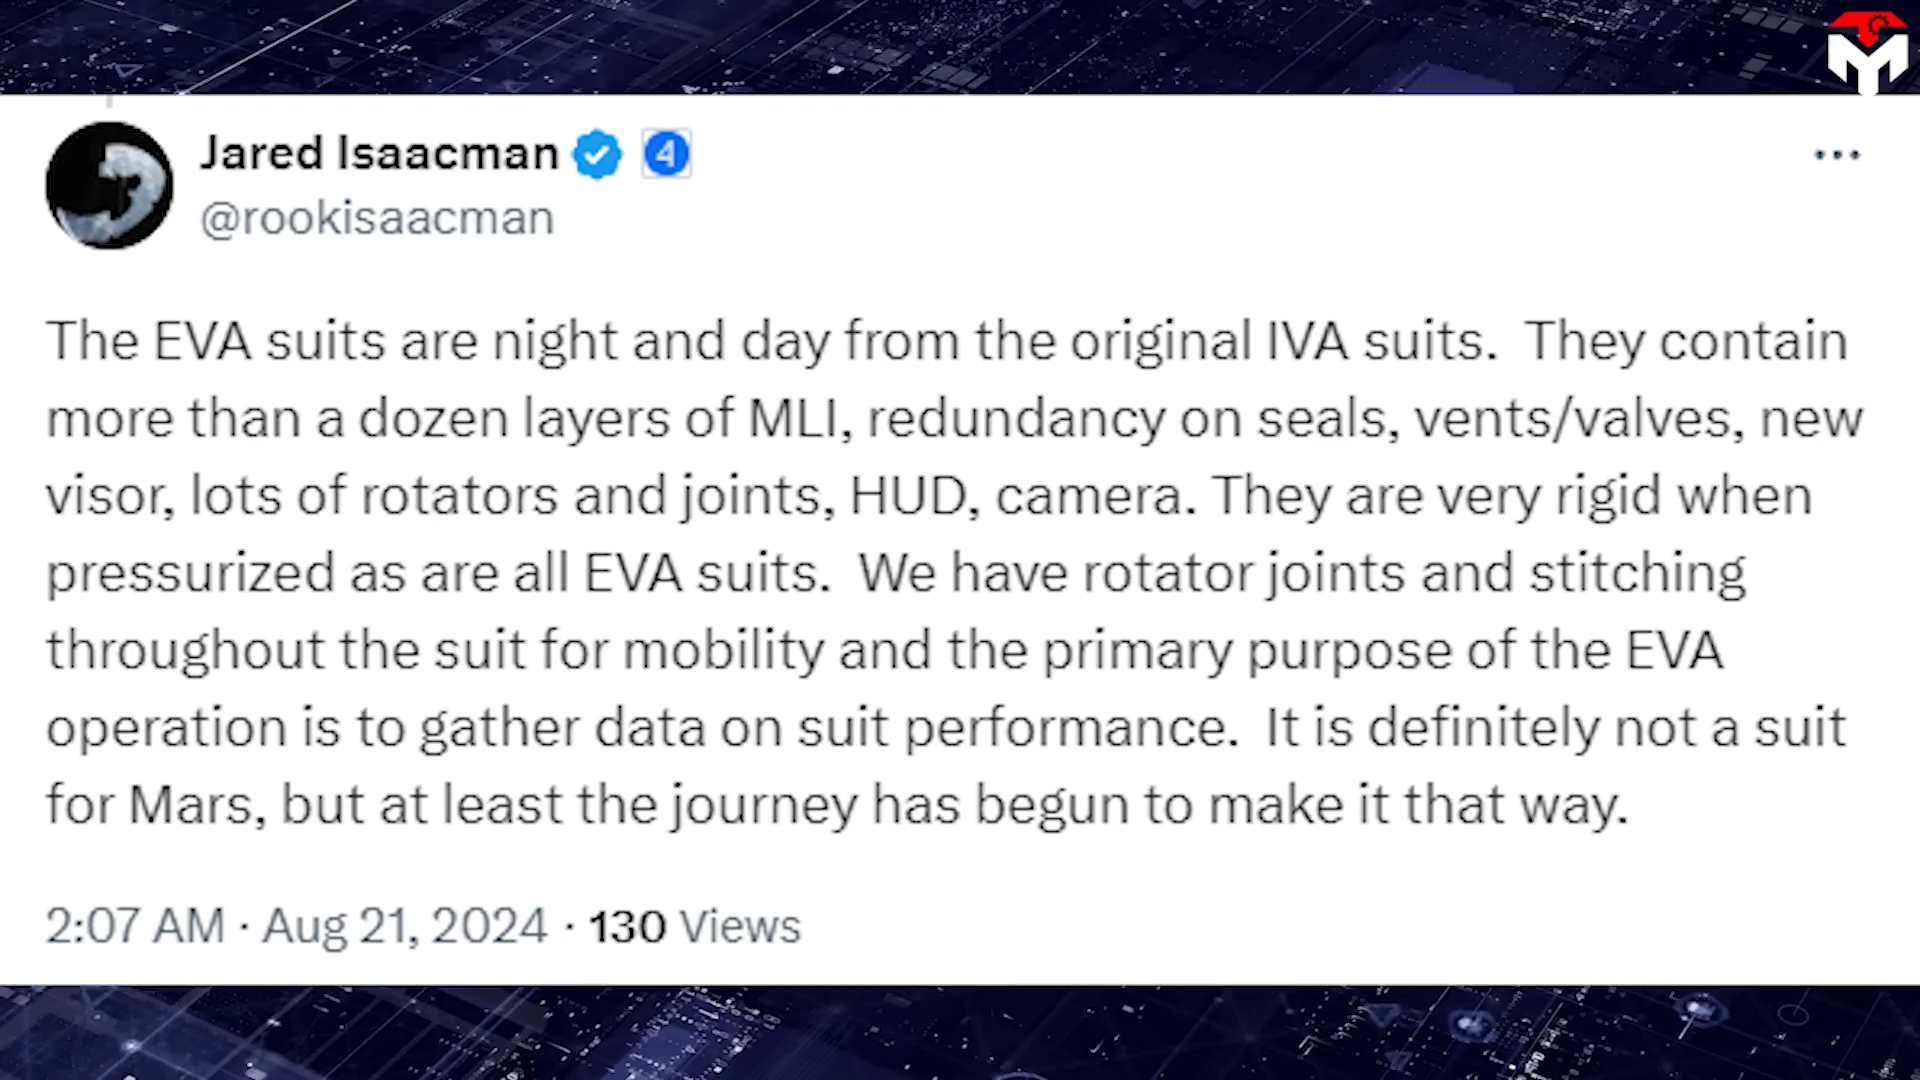 Jared Isaacman 4
@rookisaacman
The EVA suits are night and day from the original IVA suits.  They contain
more than a dozen layers of MLI, redundancy on seals, vents/valves, new
visor, lots of rotators and joints, HUD, camera. They are very rigid when
pressurized as are all EVA suits.  We have rotator joints and stitching
throughout the suit for mobility and the primary purpose of the EVA
operation is to gather data on suit performance.  It is definitely not a suit
for Mars, but at least the journey has begun to make it that way.
2:07 AM · Aug 21, 2024 · 130 Views